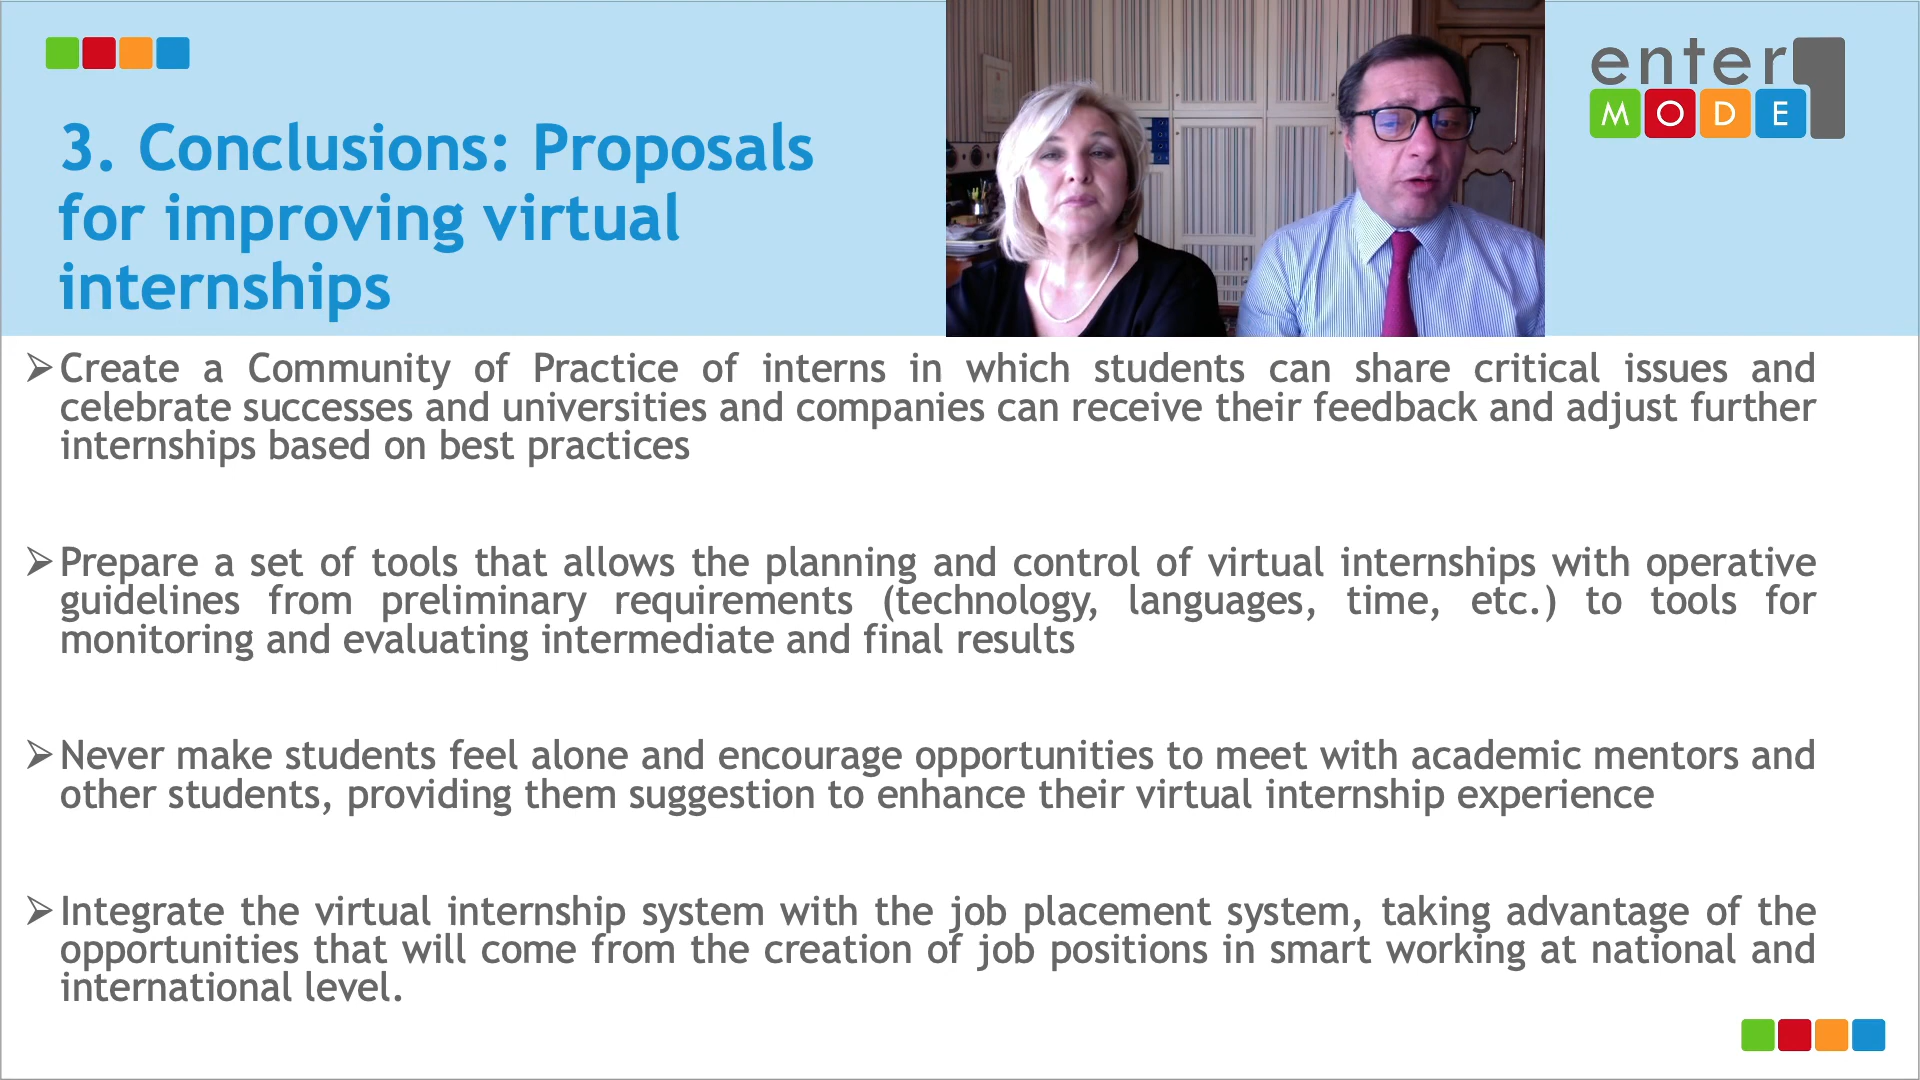 3. Conclusions: Proposals
for improving virtual
internships
enter
MODE
➢Create a Community of Practice of interns in which students can share critical issues and
celebrate successes and universities and companies can receive their feedback and adjust further
internships based on best practices
➢Prepare a set of tools that allows the planning and control of virtual internships with operative
guidelines from preliminary requirements (technology, languages, time, etc.) to tools for
monitoring and evaluating intermediate and final results
➢Never make students feel alone and encourage opportunities to meet with academic mentors and
other students, providing them suggestion to enhance their virtual internship experience
➢Integrate the virtual internship system with the job placement system, taking advantage of the
opportunities that will come from the creation of job positions in smart working at national and
international level.